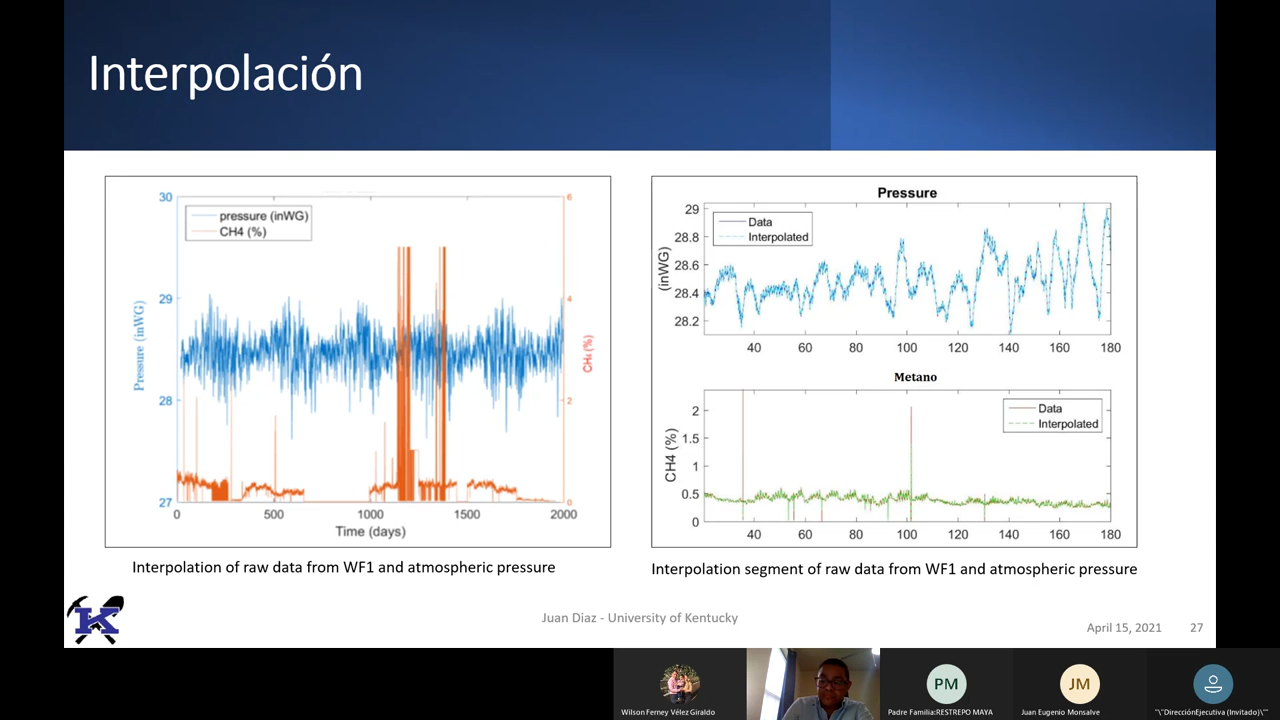 Interpolación
30
29
28
27
pressure (inWG)
CH4 (%)
6
4
2
0
Pressure (inWG)
CH4 (%)
0
500
1000
1500
2000
Time (days)
Interpolation of raw data from WF1 and atmospheric pressure
Pressure
29
28.8
28.6
28.4
28.2
(inWG)
Data
Interpolated
40
60
80
100
120
140
160
180
Metano
2
1.5
1
0.5
0
CH4 (%)
Data
Interpolated
40
60
80
100
120
140
160
180
Interpolation segment of raw data from WF1 and atmospheric pressure
K
Juan Diaz - University of Kentucky
April 15, 2021
27
Wilson Ferney Vélez Giraldo
PM
Padre Familia:RESTREPO MAYA
JM
Juan Eugenio Monsalve
"\"DirecciónEjecutiva (Invitado)\""